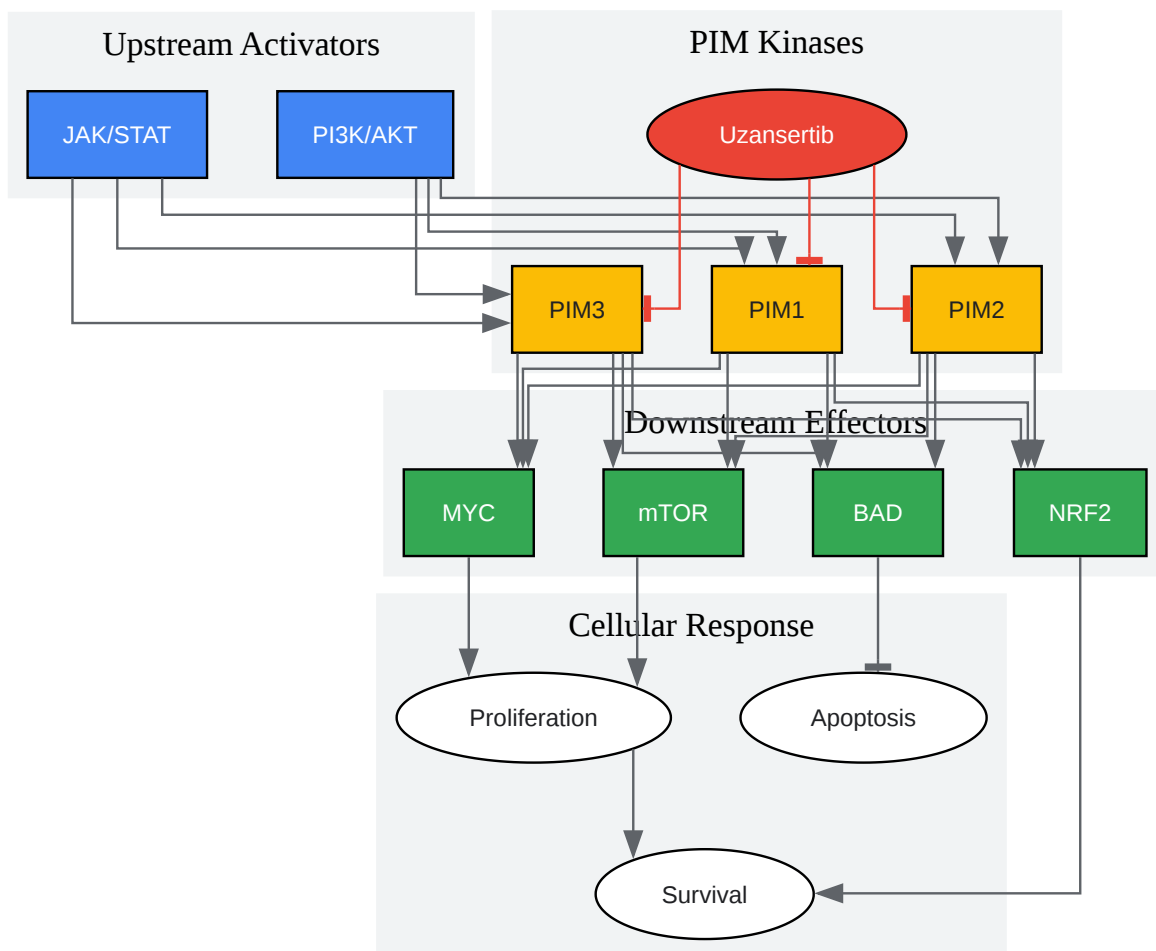 Upstream Activators
PIM Kinases
JAK/STAT
PI3K/AKT
Uzansertib
PIM3
PIM1
PIM2
Downstream Effectors
MYC
mTOR
BAD
NRF2
Cellular Response
Proliferation
Apoptosis
Survival